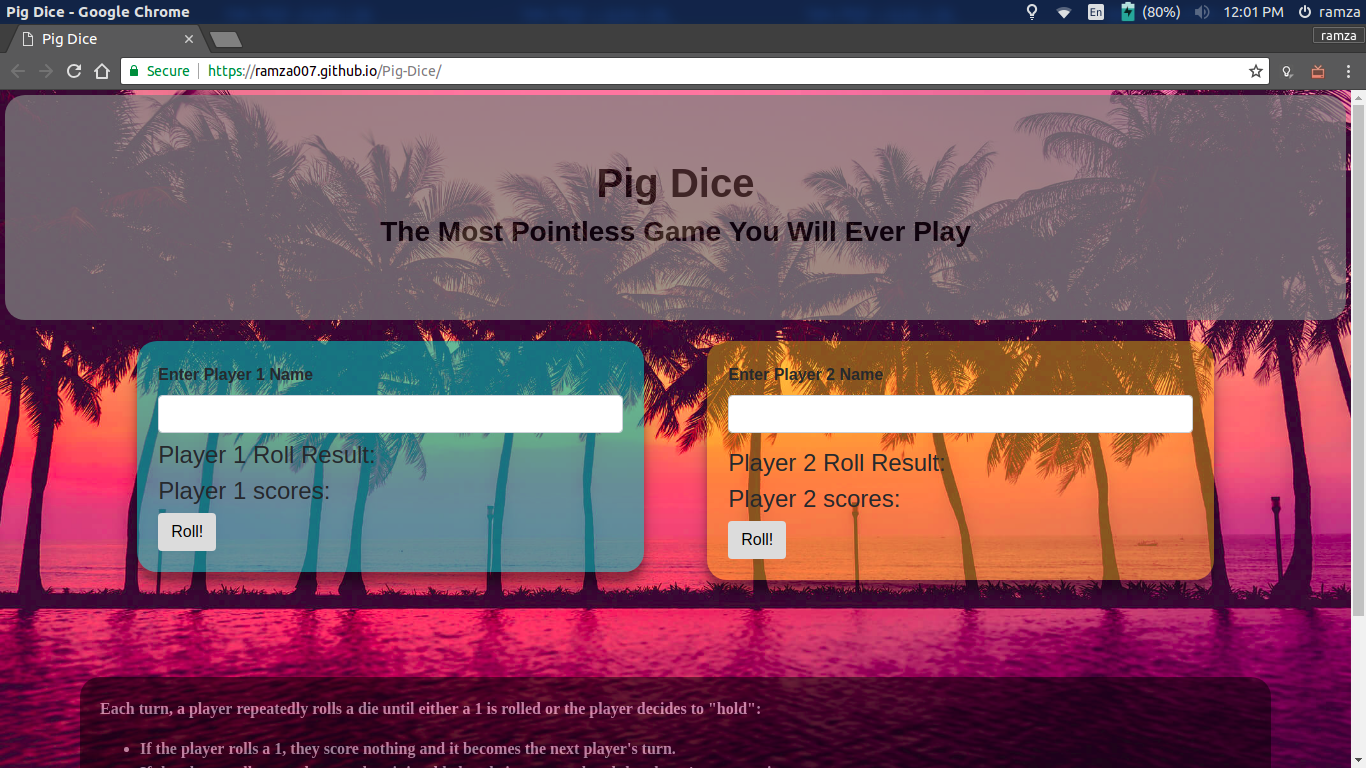 Pig Dice - Google Chrome
En (80%) 12:01 PM ramza
Pig Dice
ramza
Secure https://ramza007.github.io/Pig-Dice/
Pig Dice
The Most Pointless Game You Will Ever Play
Enter Player 1 Name
Player 1 Roll Result:
Player 1 scores:
Roll!
Enter Player 2 Name
Player 2 Roll Result:
Player 2 scores:
Roll!
Each turn, a player repeatedly rolls a die until either a 1 is rolled or the player decides to "hold":
• If the player rolls a 1, they score nothing and it becomes the next player's turn.